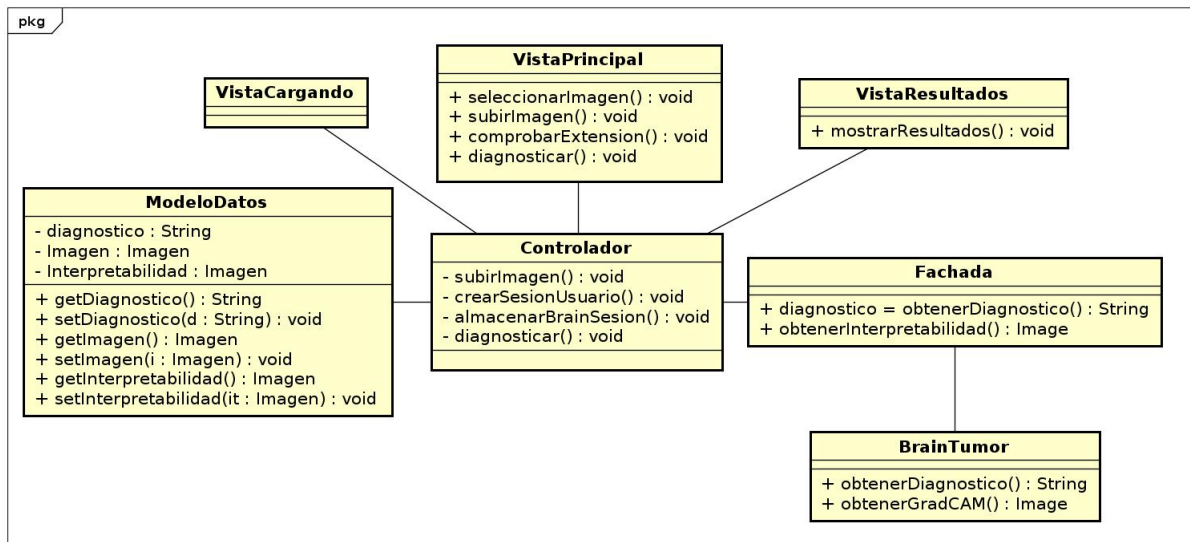 pkg
VistaCargando
VistaPrincipal
+ seleccionarImagen() : void
+ subirImagen() : void
+ comprobarExtension() : void
+ diagnosticar() : void
VistaResultados
+ mostrarResultados() : void
ModeloDatos
- diagnostico : String
- Imagen : Imagen
- Interpretabilidad : Imagen
+ getDiagnostico() : String
+ setDiagnostico(d : String) : void
+ getImagen() : Imagen
+ setImagen(i : Imagen) : void
+ getInterpretabilidad() : Imagen
+ setInterpretabilidad(it : Imagen) : void
Controlador
- subirImagen() : void
- crearSesionUsuario() : void
- almacenarBrainSesion() : void
- diagnosticar() : void
Fachada
+ diagnostico = obtenerDiagnostico() : String
+ obtenerInterpretabilidad() : Image
BrainTumor
+ obtenerDiagnostico() : String
+ obtenerGradCAM() : Image